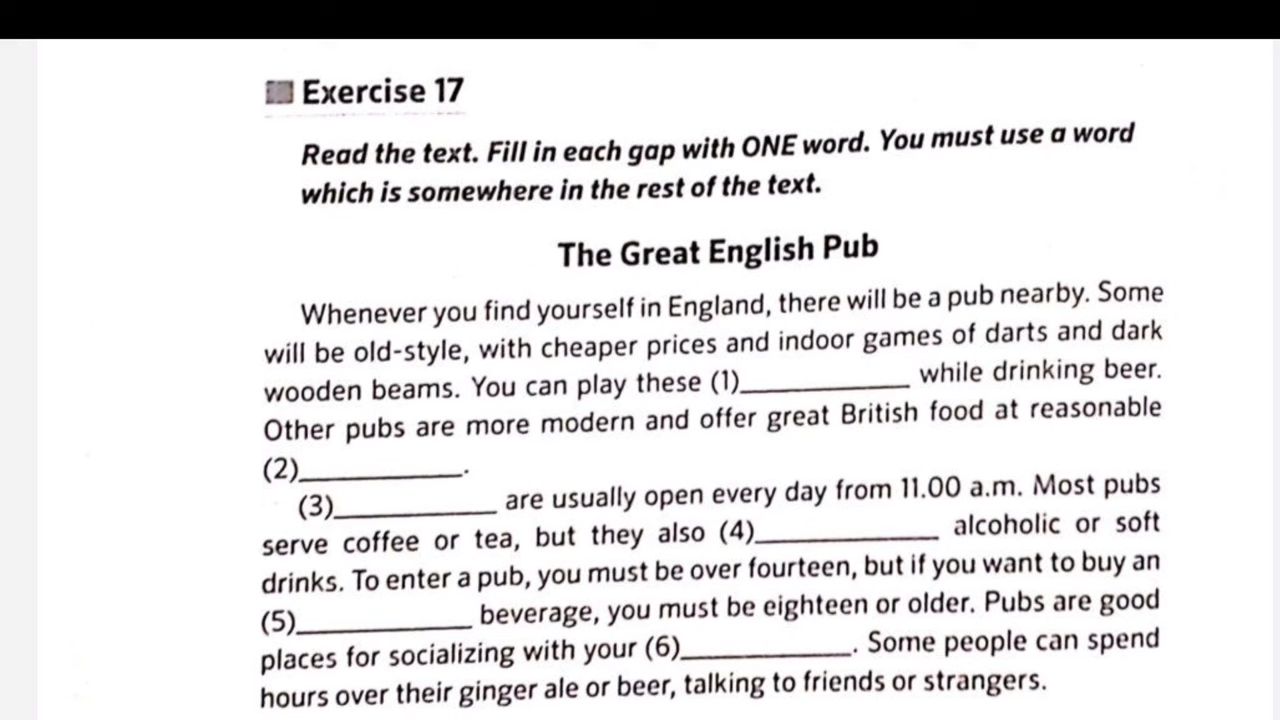 Exercise 17
Read the text. Fill in each gap with ONE word. You must use a word
which is somewhere in the rest of the text.
The Great English Pub
Whenever you find yourself in England, there will be a pub nearby. Some
will be old-style, with cheaper prices and indoor games of darts and dark
wooden beams. You can play these (1)____________ while drinking beer.
Other pubs are more modern and offer great British food at reasonable
(2)____________.
(3)____________ are usually open every day from 11.00 a.m. Most pubs
serve coffee or tea, but they also (4)____________ alcoholic or soft
drinks. To enter a pub, you must be over fourteen, but if you want to buy an
(5)____________ beverage, you must be eighteen or older. Pubs are good
places for socializing with your (6)____________. Some people can spend
hours over their ginger ale or beer, talking to friends or strangers.